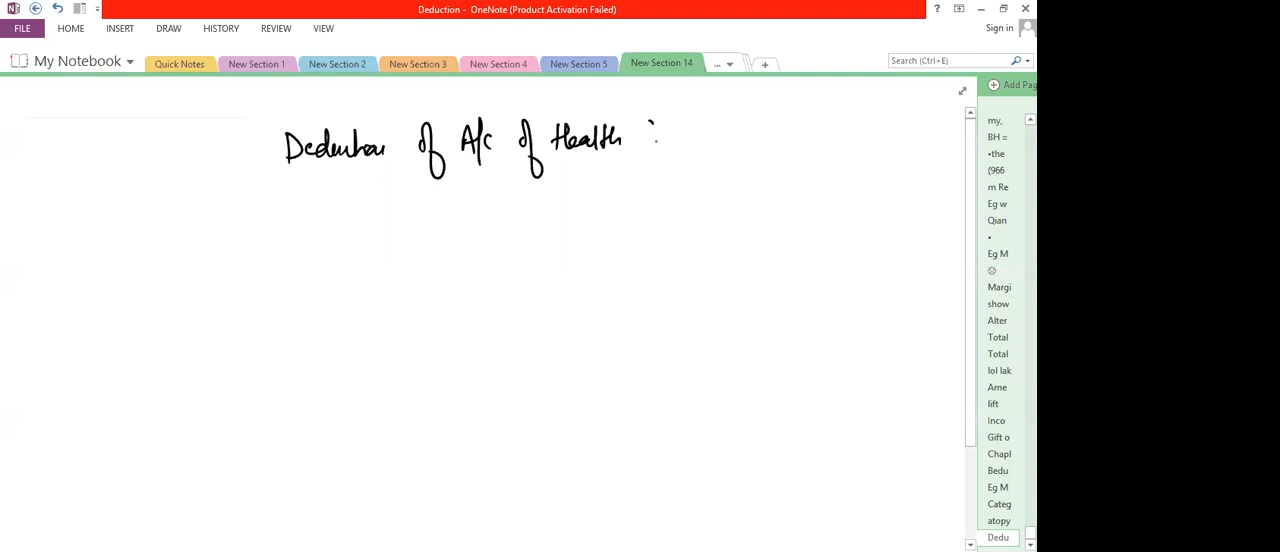 Deduction - OneNote (Product Activation Failed)
? 
Sign in
FILE HOME INSERT DRAW HISTORY REVIEW VIEW
My Notebook Quick Notes New Section 1 New Section 2 New Section 3 New Section 4 New Section 5 New Section 14 ... + Search (Ctrl+E)
Add Pag
Deduction of A/c of Health
my,
BH =
•the
(966
m Re
Eg w
Qian
•
Eg M
☺
Margi
show
Alter
Total
Total
lol lak
Ame
lift
Inco
Gift o
Chapl
Bedu
Eg M
Categ
atopy
Dedu